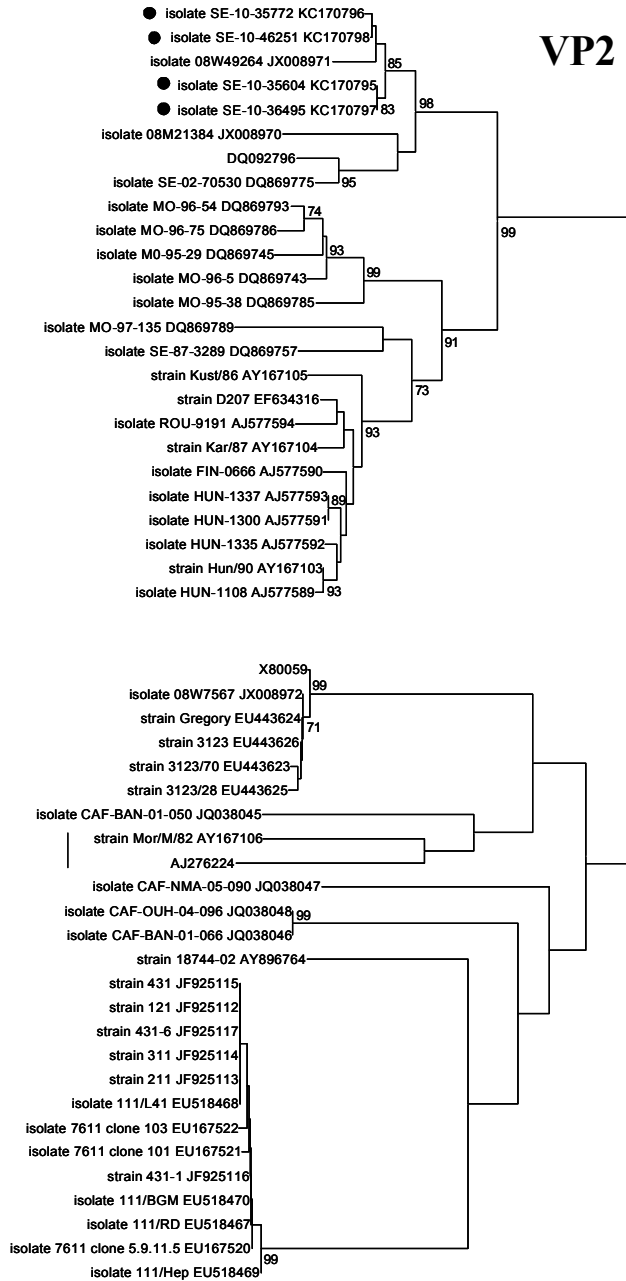 VP2
isolate SE-10-35772 KC170796
isolate SE-10-46251 KC170798
isolate 08W49264 JX008971
85
isolate SE-10-35604 KC170795
98
isolate SE-10-36495 KC170797
83
isolate 08M21384 JX008970
DQ092796
isolate SE-02-70530 DQ869775
95
isolate MO-96-54 DQ869793
74
isolate MO-96-75 DQ869786
99
isolate M0-95-29 DQ869745
93
isolate MO-96-5 DQ869743
99
isolate MO-95-38 DQ869785
isolate MO-97-135 DQ869789
91
isolate SE-87-3289 DQ869757
strain Kust/86 AY167105
73
strain D207 EF634316
isolate ROU-9191 AJ577594
93
strain Kar/87 AY167104
isolate FIN-0666 AJ577590
isolate HUN-1337 AJ577593
89
isolate HUN-1300 AJ577591
isolate HUN-1335 AJ577592
strain Hun/90 AY167103
isolate HUN-1108 AJ577589
93
X80059
99
isolate 08W7567 JX008972
strain Gregory EU443624
71
strain 3123 EU443626
strain 3123/70 EU443623
strain 3123/28 EU443625
isolate CAF-BAN-01-050 JQ038045
strain Mor/M/82 AY167106
AJ276224
isolate CAF-NMA-05-090 JQ038047
isolate CAF-OUH-04-096 JQ038048
99
isolate CAF-BAN-01-066 JQ038046
strain 18744-02 AY896764
strain 431 JF925115
strain 121 JF925112
strain 431-6 JF925117
strain 311 JF925114
strain 211 JF925113
isolate 111/L41 EU518468
isolate 7611 clone 103 EU167522
isolate 7611 clone 101 EU167521
strain 431-1 JF925116
isolate 111/BGM EU518470
isolate 111/RD EU518467
isolate 7611 clone 5.9.11.5 EU167520
99
isolate 111/Hep EU518469